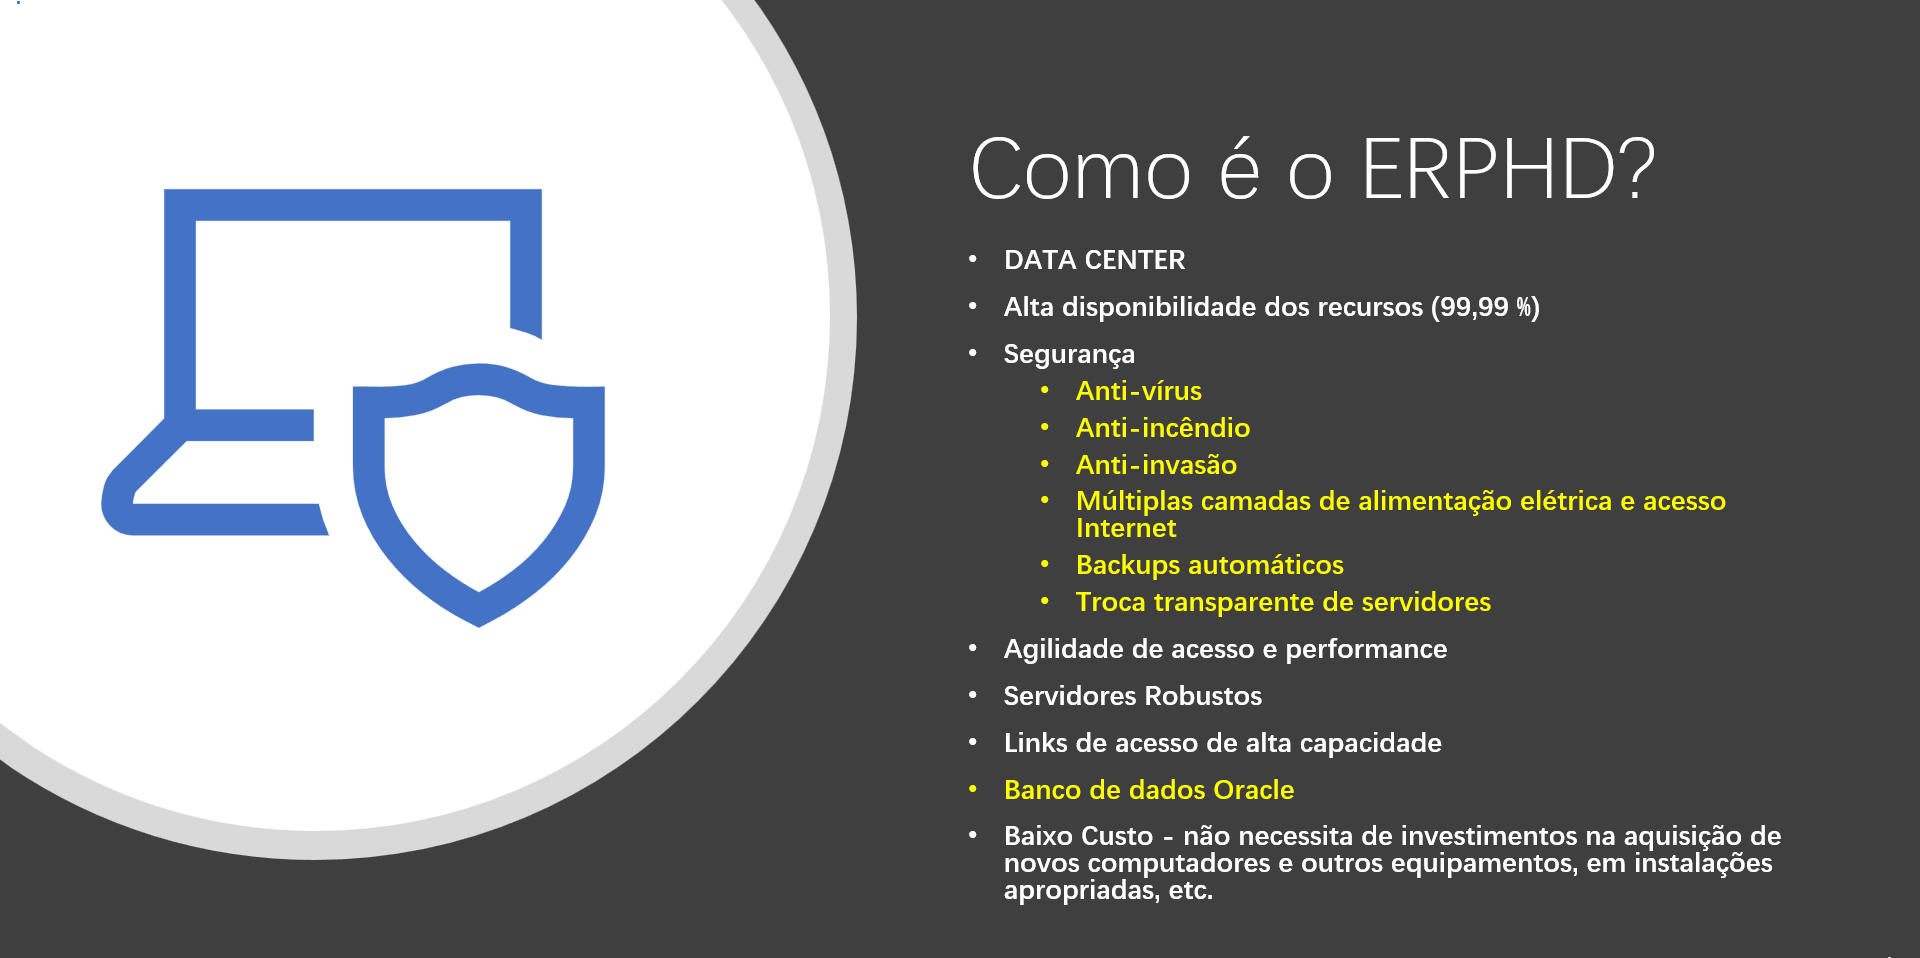 Como é o ERPHD?
• DATA CENTER
• Alta disponibilidade dos recursos (99,99 %)
• Segurança
• Anti-vírus
• Anti-incêndio
• Anti-invasão
• Múltiplas camadas de alimentação elétrica e acesso
Internet
• Backups automáticos
• Troca transparente de servidores
• Agilidade de acesso e performance
• Servidores Robustos
• Links de acesso de alta capacidade
• Banco de dados Oracle
• Baixo Custo - não necessita de investimentos na aquisição de
novos computadores e outros equipamentos, em instalações
apropriadas, etc.